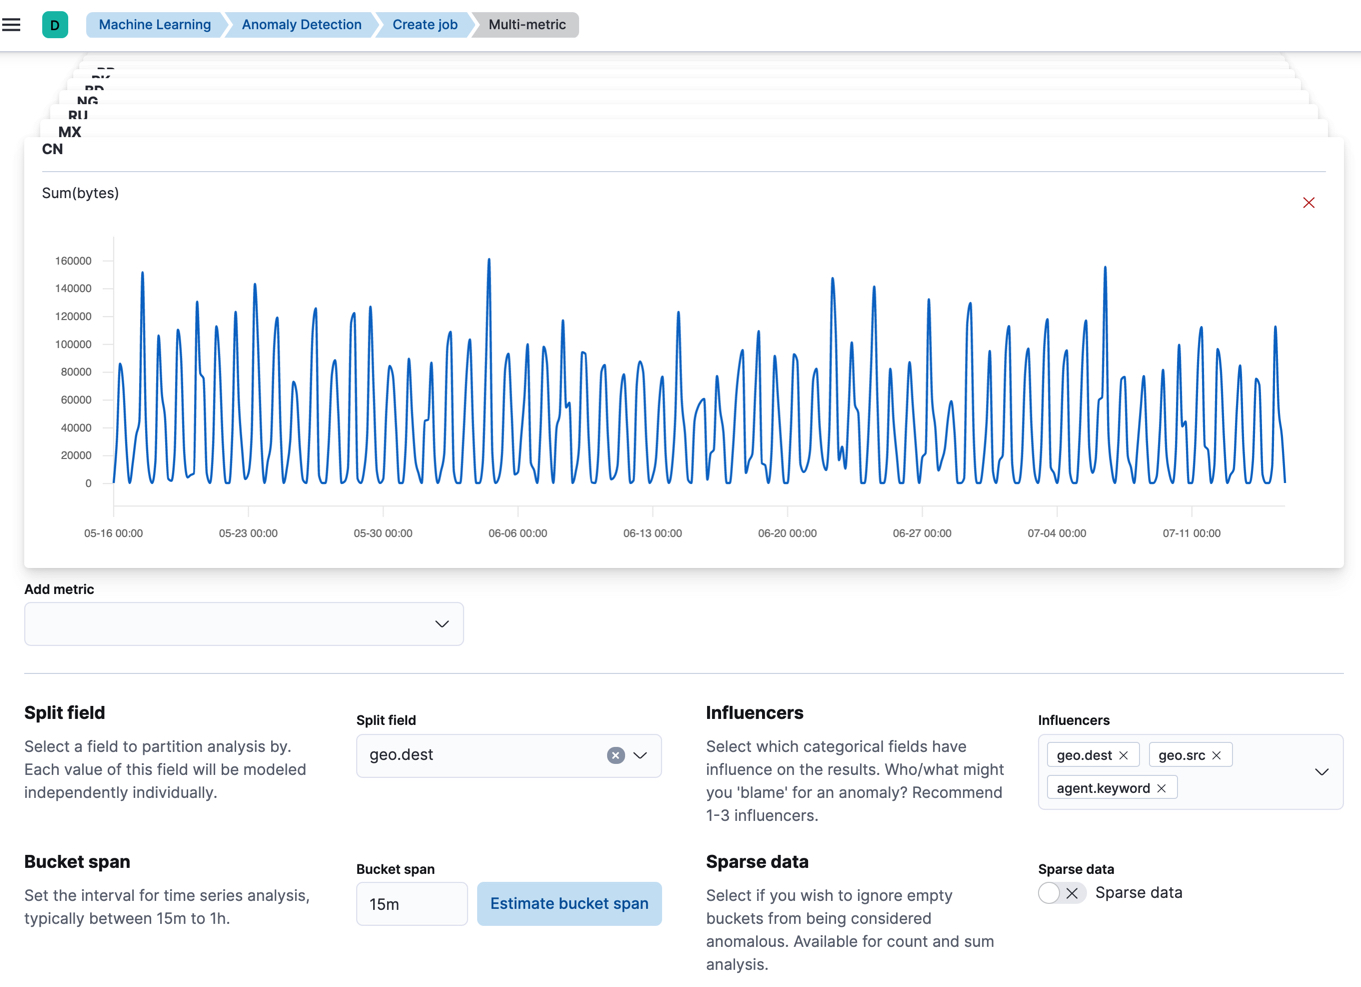 D Machine Learning Anomaly Detection Create job Multi-metric
NG
RU
MX
CN
Sum(bytes)
160000
140000
120000
100000
80000
60000
40000
20000
0
05-16 00:00 05-23 00:00 05-30 00:00 06-06 00:00 06-13 00:00 06-20 00:00 06-27 00:00 07-04 00:00 07-11 00:00
Add metric
Split field
Select a field to partition analysis by.
Each value of this field will be modeled
independently individually.
Split field
geo.dest
Influencers
Select which categorical fields have
influence on the results. Who/what might
you 'blame' for an anomaly? Recommend
1-3 influencers.
Influencers
geo.dest geo.src
agent.keyword
Bucket span
Set the interval for time series analysis,
typically between 15m to 1h.
Bucket span
15m Estimate bucket span
Sparse data
Select if you wish to ignore empty
buckets from being considered
anomalous. Available for count and sum
analysis.
Sparse data
Sparse data